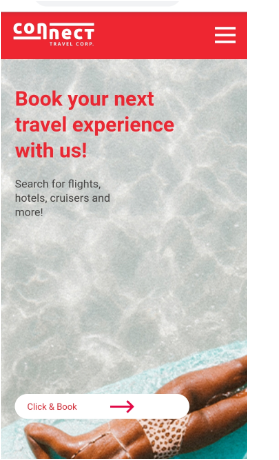 connect
TRAVEL CORP.
Book your next
travel experience
with us!
Search for flights,
hotels, cruisers and
more!
Click & Book